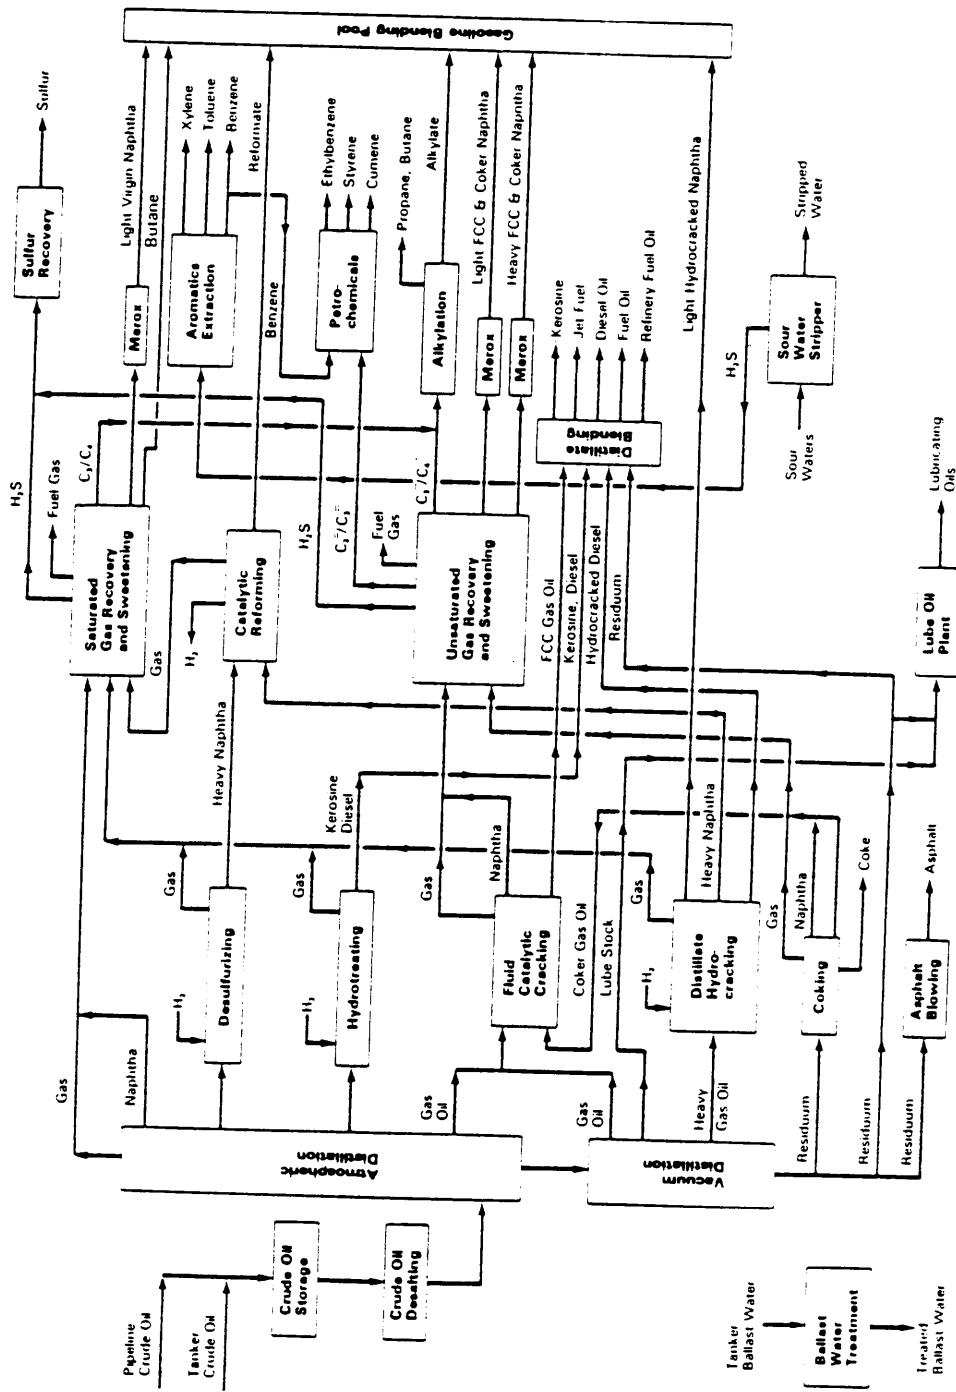 Pipeline
Crude Oil
Tanker
Crude Oil
Crude Oil
Storage
Crude Oil
Desalting
Tanker
Ballast Water
Ballast
Water
Treatment
Treated
Ballast Water
Atmospheric
Distillation
Vacuum
Distillation
Gas
Naphtha
Gas
Oil
Gas
Oil
Heavy
Gas Oil
Residuum
Residuum
Residuum
H₂
Desulfurizing
Gas
H₂
Hydrotreating
Gas
Kerosine
Diesel
Fluid
Catalytic
Cracking
Gas
Naphtha
Coker Gas Oil
Lube Stock
H₂
Distillate
Hydro-
cracking
Gas
Heavy Naphtha
Coking
Gas
Naphtha
Coke
Asphalt
Blowing
Asphalt
Heavy Naphtha
Gas
Saturated
Gas Recovery
and Sweetening
H₂S
Fuel Gas
C₃/C₄
Catalytic
Reforming
H₂
Unsaturated
Gas Recovery
and Sweetening
H₂S
Fuel
Gas
FCC Gas Oil
Kerosine, Diesel
Hydrocracked Diesel
Residuum
Lube Oil
Plant
Lubricating
Oils
Sulfur
Recovery
Sulfur
Merox
Light Virgin Naphtha
Butane
Aromatics
Extraction
Xylene
Toluene
Benzene
Reformate
Benzene
Petro-
chemicals
Ethylbenzene
Styrene
Cumene
Alkylation
Propane, Butane
Alkylate
Merox
Light FCC & Coker Naphtha
Merox
Heavy FCC & Coker Napntha
Distillate
Blending
Kerosine
Jet Fuel
Diesel Oil
Fuel Oil
Refinery Fuel Oil
Light Hydrocracked Naphtha
Sour
Waters
Sour
Water
Stripper
H₂S
Stripped
Water
Gasoline Blending Pool